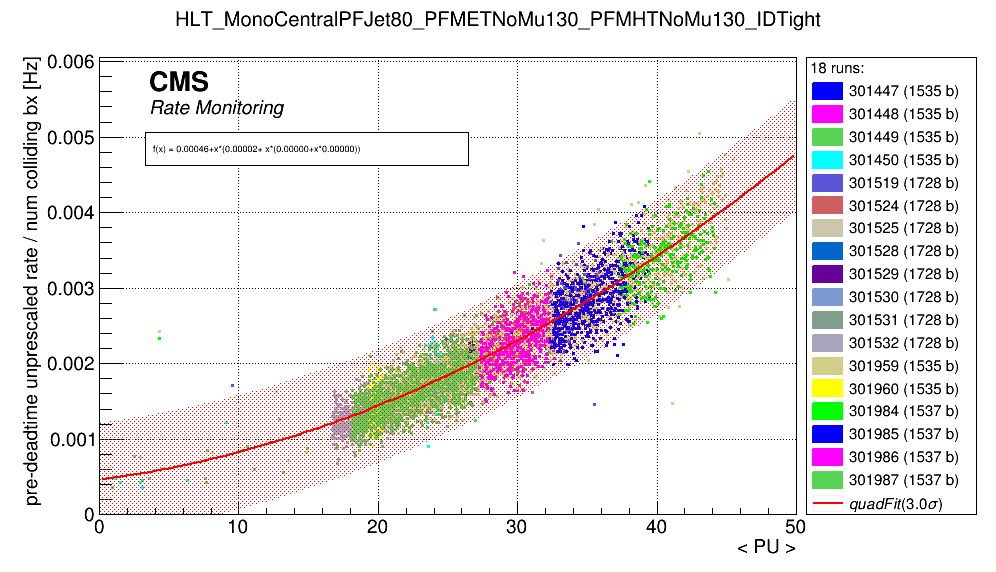 HLT_MonoCentralPFJet80_PFMETNoMu130_PFMHTNoMu130_IDTight
CMS
Rate Monitoring
f(x) = 0.00046+x*(0.00002+ x*(0.00000+x*0.00000))
pre-deadtime unprescaled rate / num colliding bx [Hz]
0.006
0.005
0.004
0.003
0.002
0.001
0
0 10 20 30 40 50
< PU >
18 runs:
301447 (1535 b)
301448 (1535 b)
301449 (1535 b)
301450 (1535 b)
301519 (1728 b)
301524 (1728 b)
301525 (1728 b)
301528 (1728 b)
301529 (1728 b)
301530 (1728 b)
301531 (1728 b)
301532 (1728 b)
301959 (1535 b)
301960 (1535 b)
301984 (1537 b)
301985 (1537 b)
301986 (1537 b)
301987 (1537 b)
quadFit(3.0σ)